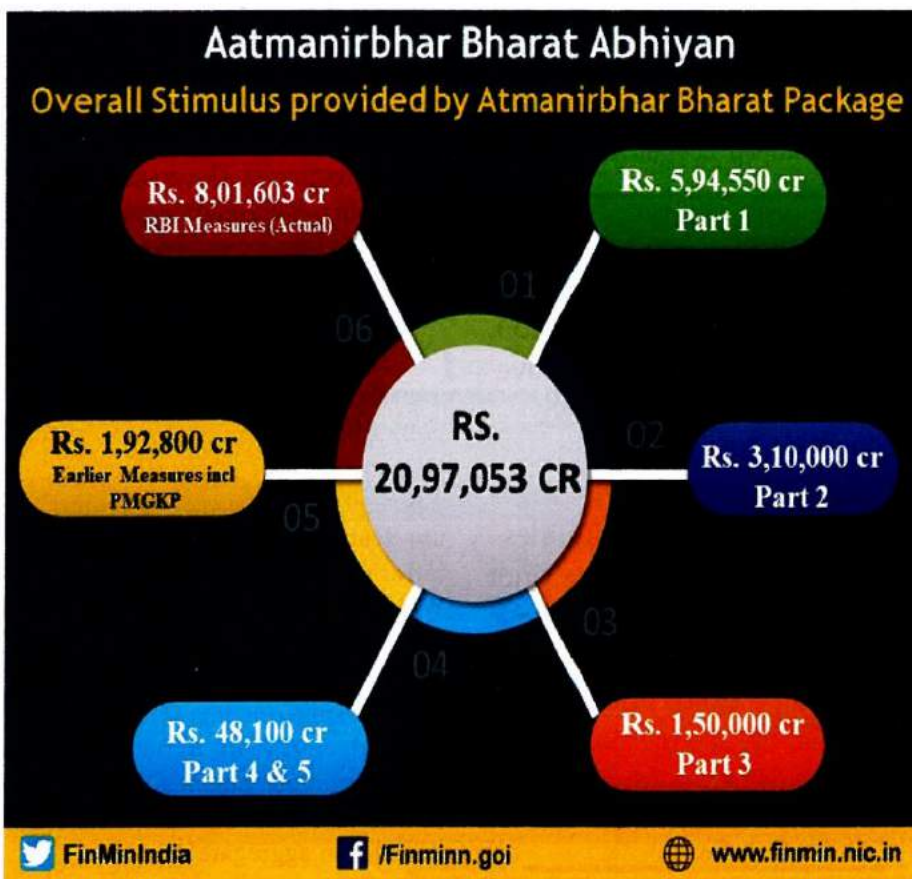 Aatmanirbhar Bharat Abhiyan
Overall Stimulus provided by Atmanirbhar Bharat Package
Rs. 8,01,603 cr
RBI Measures (Actual)
Rs. 5,94,550 cr
Part 1
01
06
RS.
20,97,053 CR
Rs. 1,92,800 cr
Earlier Measures incl
PMGKP
02
Rs. 3,10,000 cr
Part 2
05
03
04
Rs. 48,100 cr
Part 4 & 5
Rs. 1,50,000 cr
Part 3
FinMinIndia
/Finminn.goi
www.finmin.nic.in